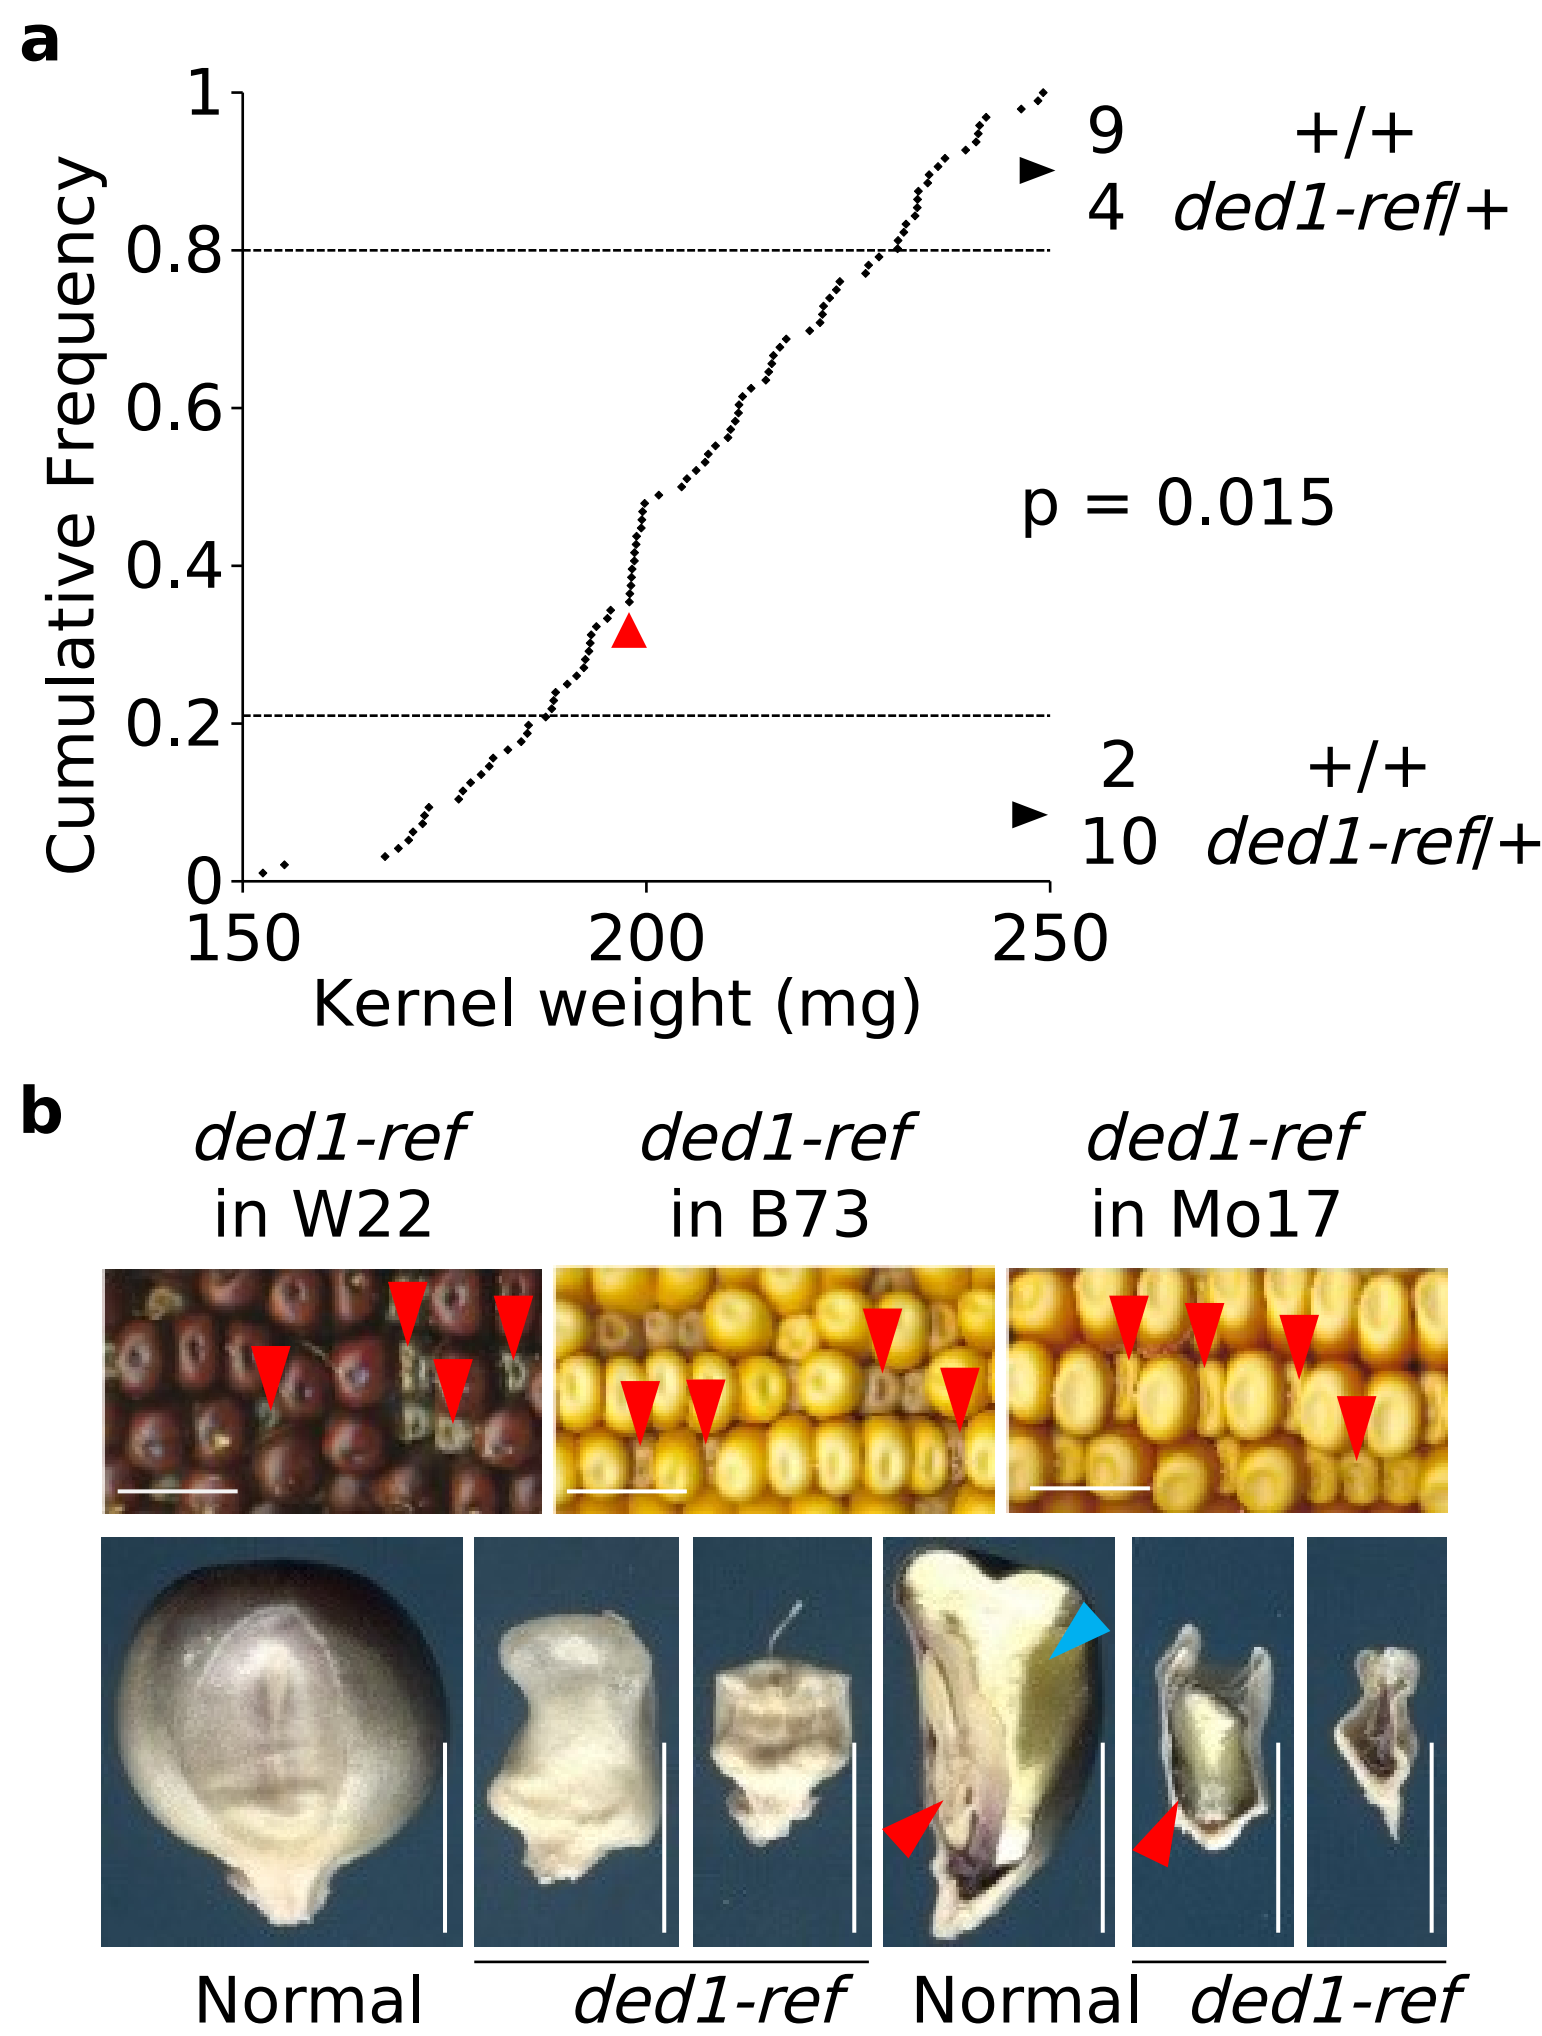 a
1
0.8
0.6
0.4
0.2
0
Cumulative Frequency
150 200 250
Kernel weight (mg)
9 +/+
4 ded1-ref/+
p = 0.015
2 +/+
10 ded1-ref/+
b
ded1-ref
in W22
ded1-ref
in B73
ded1-ref
in Mo17
Normal
ded1-ref
Normal
ded1-ref